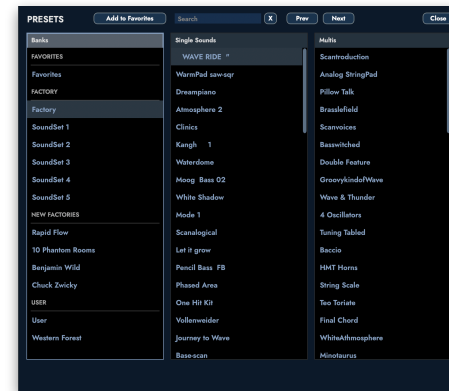 PRESETS Add to Favorites Search X Prev Next Close
Banks
FAVORITES
Favorites
FACTORY
Factory
SoundSet 1
SoundSet 2
SoundSet 3
SoundSet 4
SoundSet 5
NEW FACTORIES
Rapid Flow
10 Phantom Rooms
Benjamin Wild
Chuck Zwicky
USER
User
Western Forest
Single Sounds
WAVE RIDE "
WarmPad saw-sqr
Dreampiano
Atmosphere 2
Clinics
Kangh 1
Waterdome
Moog Bass 02
White Shadow
Mode 1
Scanalogical
Let it grow
Pencil Bass FB
Phased Area
One Hit Kit
Vollenweider
Journey to Wave
Base-scan
Multis
Scantroduction
Analog StringPad
Pillow Talk
Brasslefield
Scanvoices
Basswitched
Double Feature
GroovykindofWave
Wave & Thunder
4 Oscillators
Tuning Tabled
Baccio
HMT Horns
String Scale
Teo Toriate
Final Chord
WhiteAthmosphere
Minotaurus